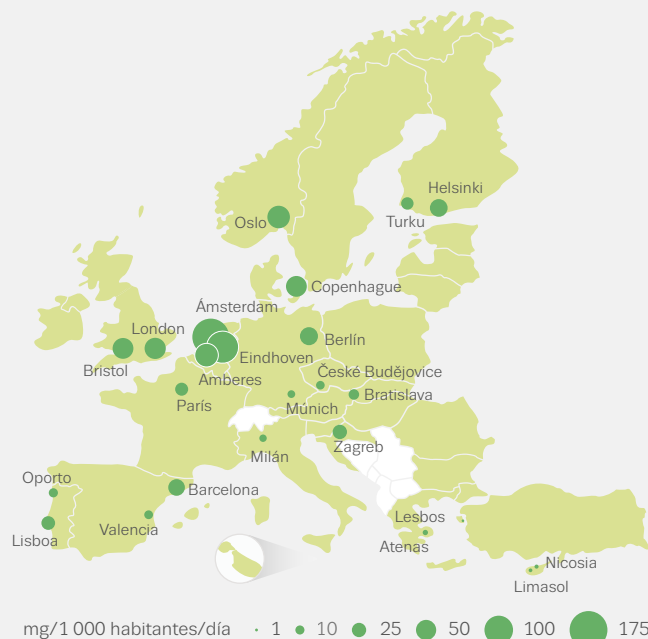 Helsinki
Oslo
Turku
Copenhague
Ámsterdam
London
Berlín
Eindhoven
Bristol
Amberes
České Budějovice
París
Múnich
Bratislava
Zagreb
Milán
Oporto
Barcelona
Lisboa
Valencia
Lesbos
Atenas
Nicosia
Limasol
mg/1 000 habitantes/día 1 10 25 50 100 175